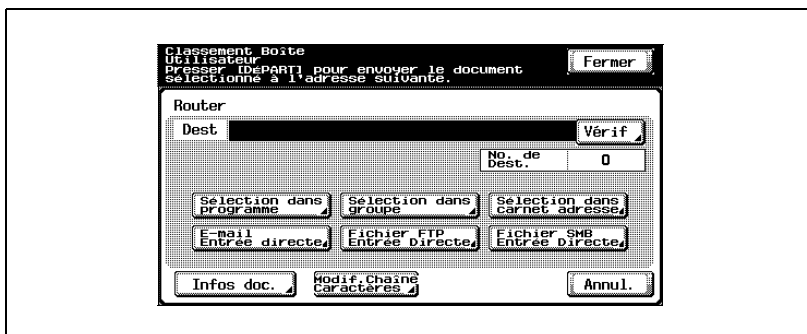 Classement Boîte
Utilisateur
Presser [DéPART] pour envoyer le document
sélectionné à l'adresse suivante.
Fermer
Router
Dest
Vérif
No. de
Dest.
0
Sélection dans
programme
Sélection dans
groupe
Sélection dans
carnet adresse
E-mail
Entrée directe
Fichier FTP
Entrée Directe
Fichier SMB
Entrée Directe
Infos doc.
Modif.Chaîne
Caractères
Annul.